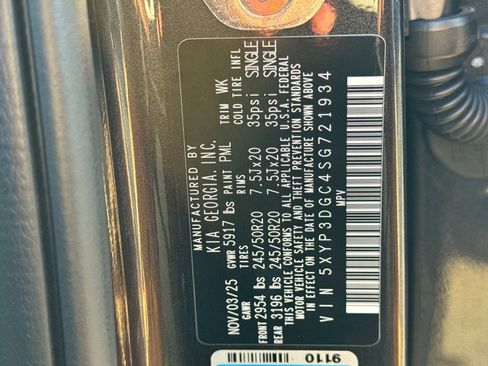 MANUFACTURED BY
KIA GEORGIA, INC.
NOV/03/25 GVWR 5917 lbs PAINT PML TRIM WK
GAWR TIRES RIMS COLD TIRE INFL
FRONT 2954 lbs 245/50R20 7.5Jx20 35psi SINGLE
REAR 3196 lbs 245/50R20 7.5Jx20 35psi SINGLE
THIS VEHICLE CONFORMS TO ALL APPLICABLE U.S.A. FEDERAL
MOTOR VEHICLE SAFETY AND THEFT PREVENTION STANDARDS
IN EFFECT ON THE DATE OF MANUFACTURE SHOWN ABOVE
VIN 5XYP3DGC4SG721934
MPV
9110